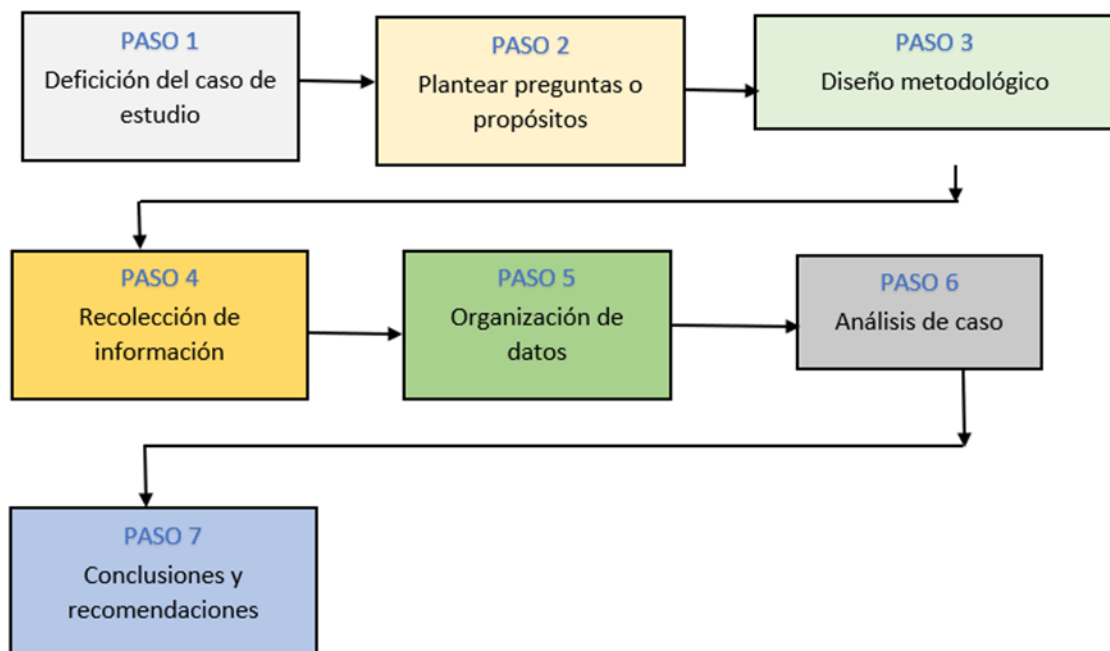 PASO 1
Deficición del caso de
estudio
PASO 2
Plantear preguntas o
propósitos
PASO 3
Diseño metodológico
PASO 4
Recolección de
información
PASO 5
Organización de
datos
PASO 6
Análisis de caso
PASO 7
Conclusiones y
recomendaciones